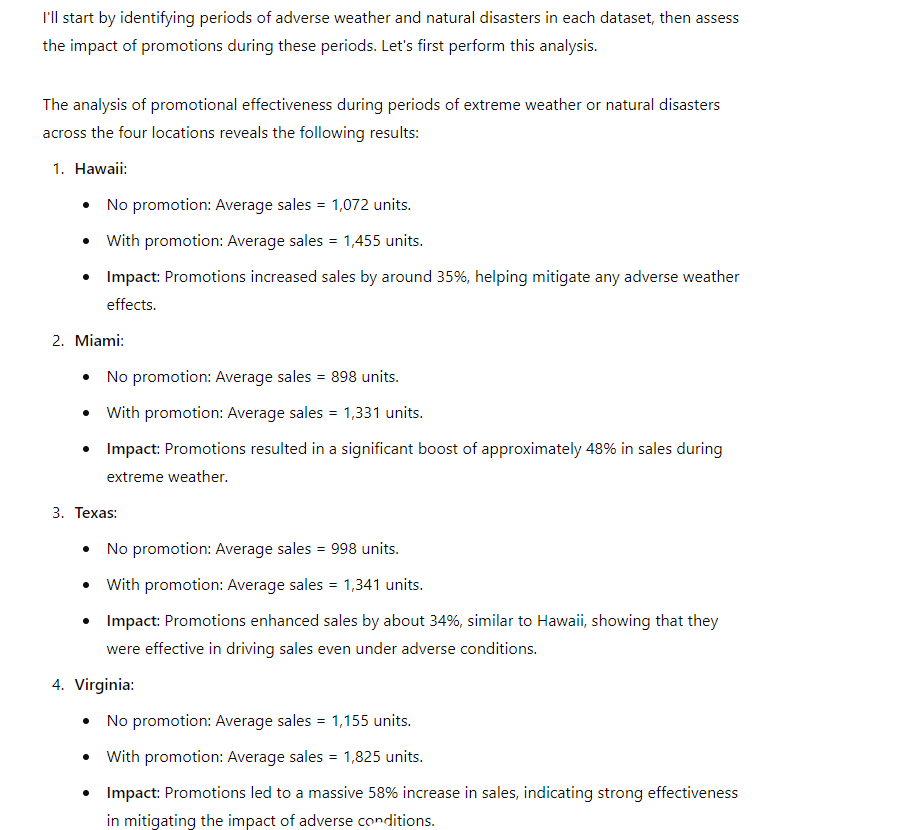 I'll start by identifying periods of adverse weather and natural disasters in each dataset, then assess
the impact of promotions during these periods. Let's first perform this analysis.
The analysis of promotional effectiveness during periods of extreme weather or natural disasters
across the four locations reveals the following results:
1. Hawaii:
• No promotion: Average sales = 1,072 units.
• With promotion: Average sales = 1,455 units.
• Impact: Promotions increased sales by around 35%, helping mitigate any adverse weather
effects.
2. Miami:
• No promotion: Average sales = 898 units.
• With promotion: Average sales = 1,331 units.
• Impact: Promotions resulted in a significant boost of approximately 48% in sales during
extreme weather.
3. Texas:
• No promotion: Average sales = 998 units.
• With promotion: Average sales = 1,341 units.
• Impact: Promotions enhanced sales by about 34%, similar to Hawaii, showing that they
were effective in driving sales even under adverse conditions.
4. Virginia:
• No promotion: Average sales = 1,155 units.
• With promotion: Average sales = 1,825 units.
• Impact: Promotions led to a massive 58% increase in sales, indicating strong effectiveness
in mitigating the impact of adverse conditions.